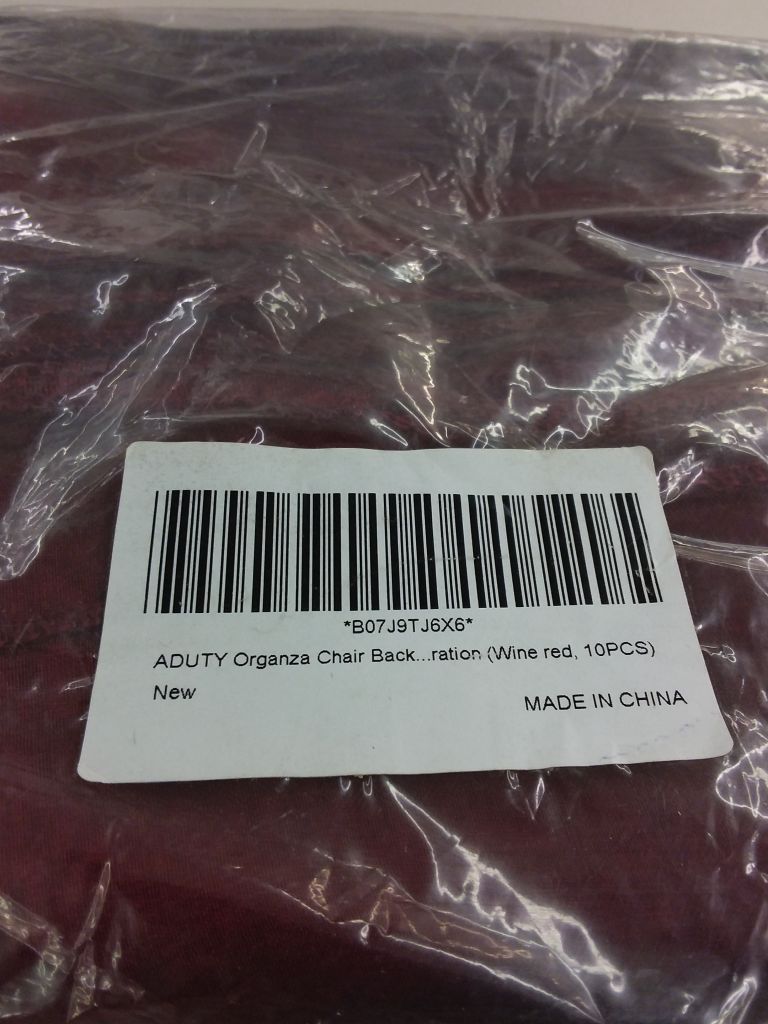 *B07J9TJ6X6*
ADUTY Organza Chair Back...ration (Wine red, 10PCS)
New
MADE IN CHINA